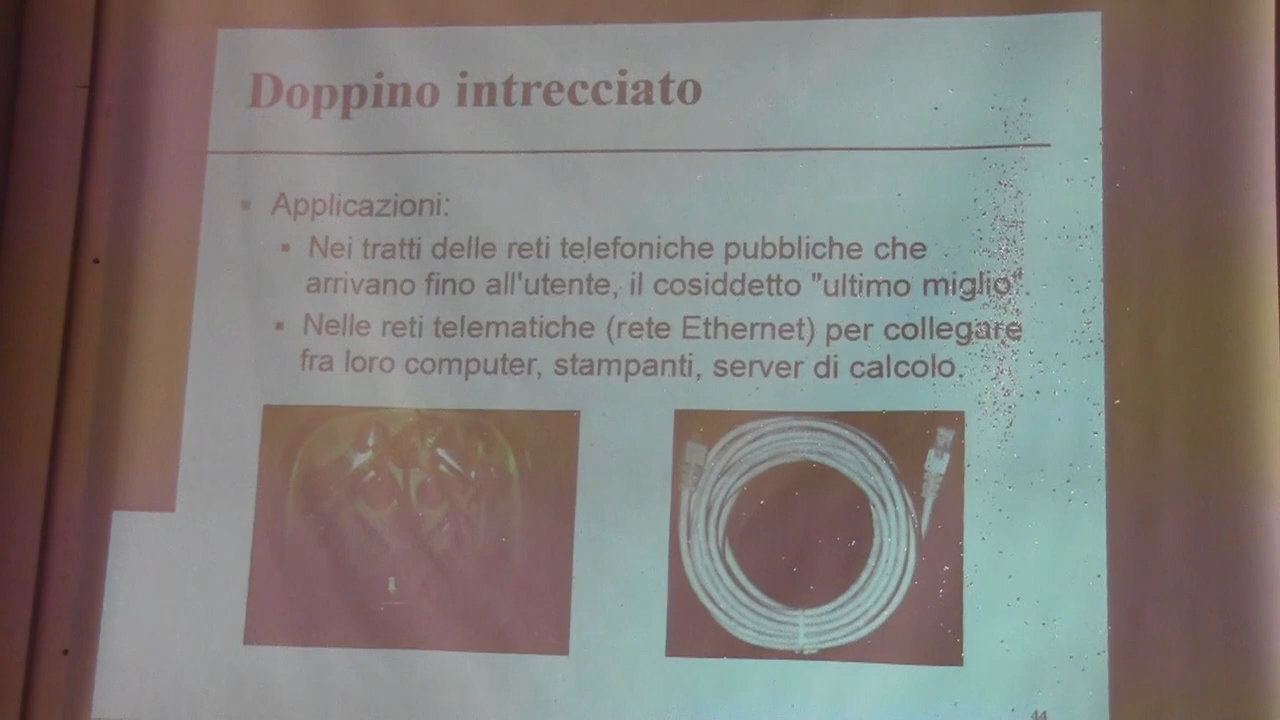 Doppino intrecciato
Applicazioni:
Nei tratti delle reti telefoniche pubbliche che
arrivano fino all'utente, il cosiddetto "ultimo miglio".
Nelle reti telematiche (rete Ethernet) per collegare
fra loro computer, stampanti, server di calcolo.
44